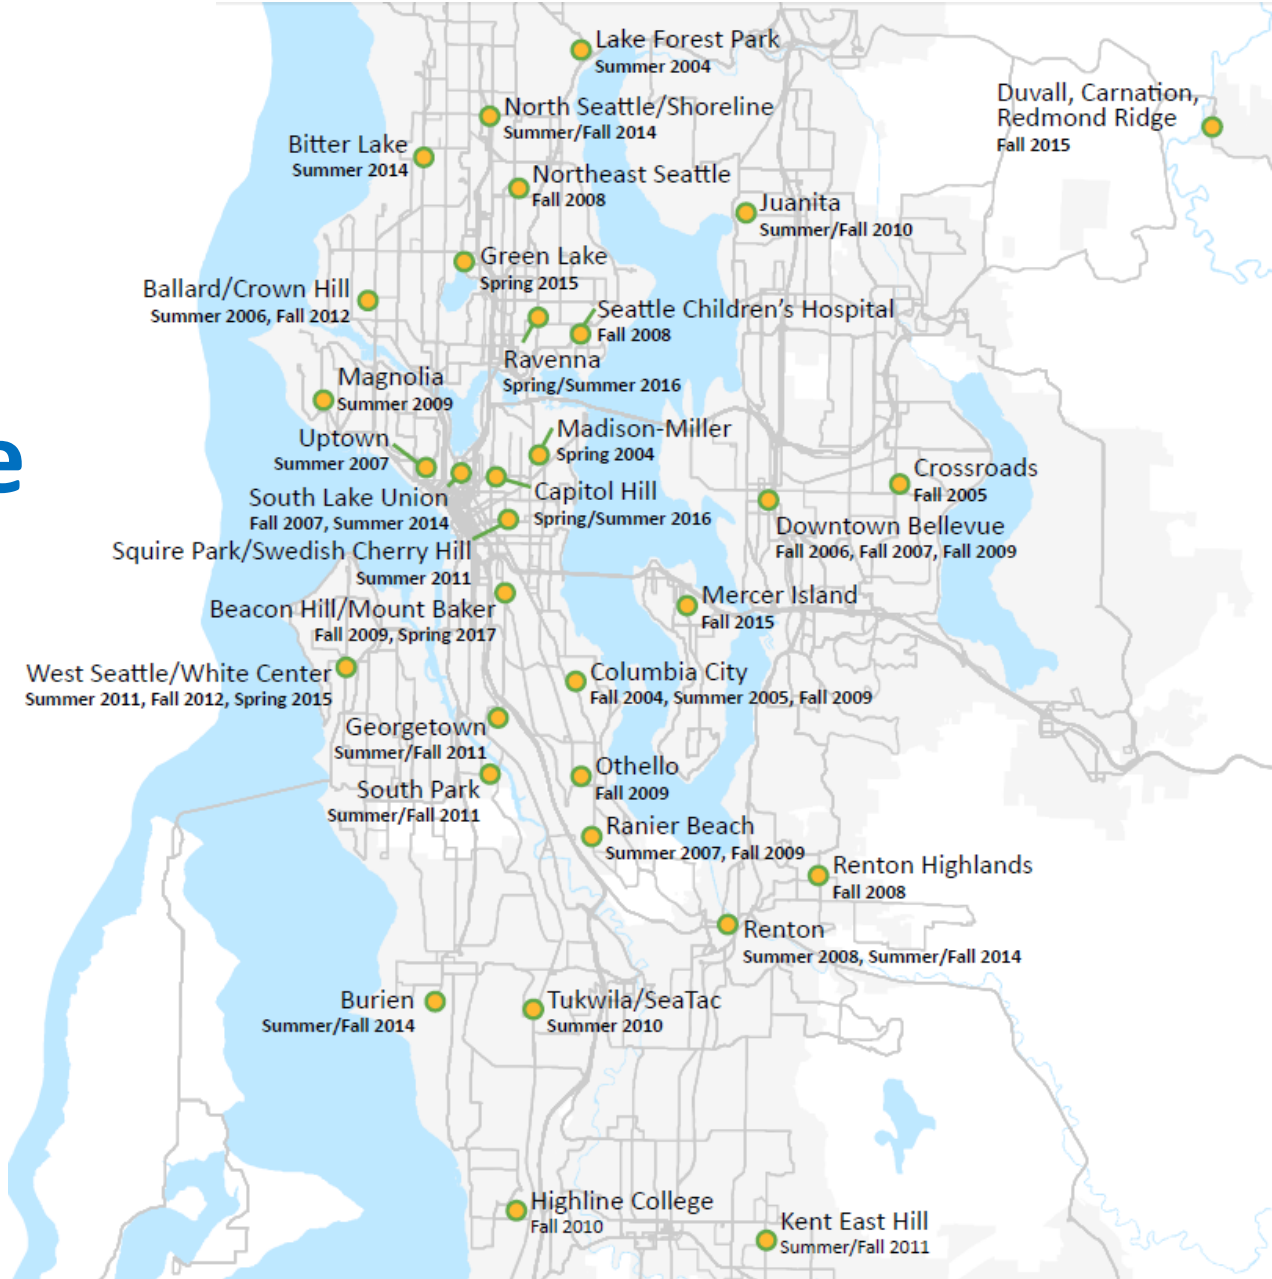 Lake Forest Park
Summer 2004
Duvall, Carnation,
Redmond Ridge
Fall 2015
North Seattle/Shoreline
Summer/Fall 2014
Bitter Lake
Summer 2014
Northeast Seattle
Fall 2008
Juanita
Summer/Fall 2010
Green Lake
Spring 2015
Ballard/Crown Hill
Summer 2006, Fall 2012
Seattle Children's Hospital
Fall 2008
Ravenna
Spring/Summer 2016
Magnolia
Summer 2009
Uptown
Summer 2007
Madison-Miller
Spring 2004
e
Crossroads
Fall 2005
South Lake Union
Fall 2007, Summer 2014
Capitol Hill
Spring/Summer 2016
Downtown Bellevue
Fall 2006, Fall 2007, Fall 2009
Squire Park/Swedish Cherry Hill
Summer 2011
Mercer Island
Fall 2015
Beacon Hill/Mount Baker
Fall 2009, Spring 2017
West Seattle/White Center
Summer 2011, Fall 2012, Spring 2015
Columbia City
Fall 2004, Summer 2005, Fall 2009
Georgetown
Summer/Fall 2011
Othello
Fall 2009
South Park
Summer/Fall 2011
Ranier Beach
Summer 2007, Fall 2009
Renton Highlands
Fall 2008
Renton
Summer 2008, Summer/Fall 2014
Burien
Summer/Fall 2014
Tukwila/SeaTac
Summer 2010
Highline College
Fall 2010
Kent East Hill
Summer/Fall 2011